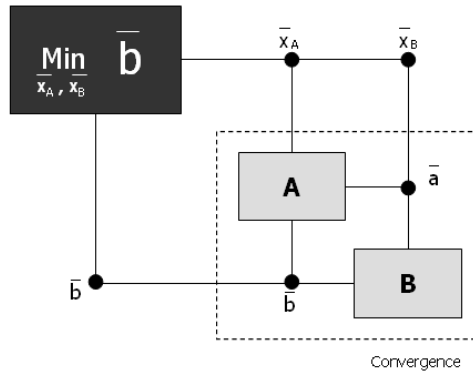 Min b̅
x̅A , x̅B
x̅A
x̅B
A
a̅
b̅
b̅
B
Convergence